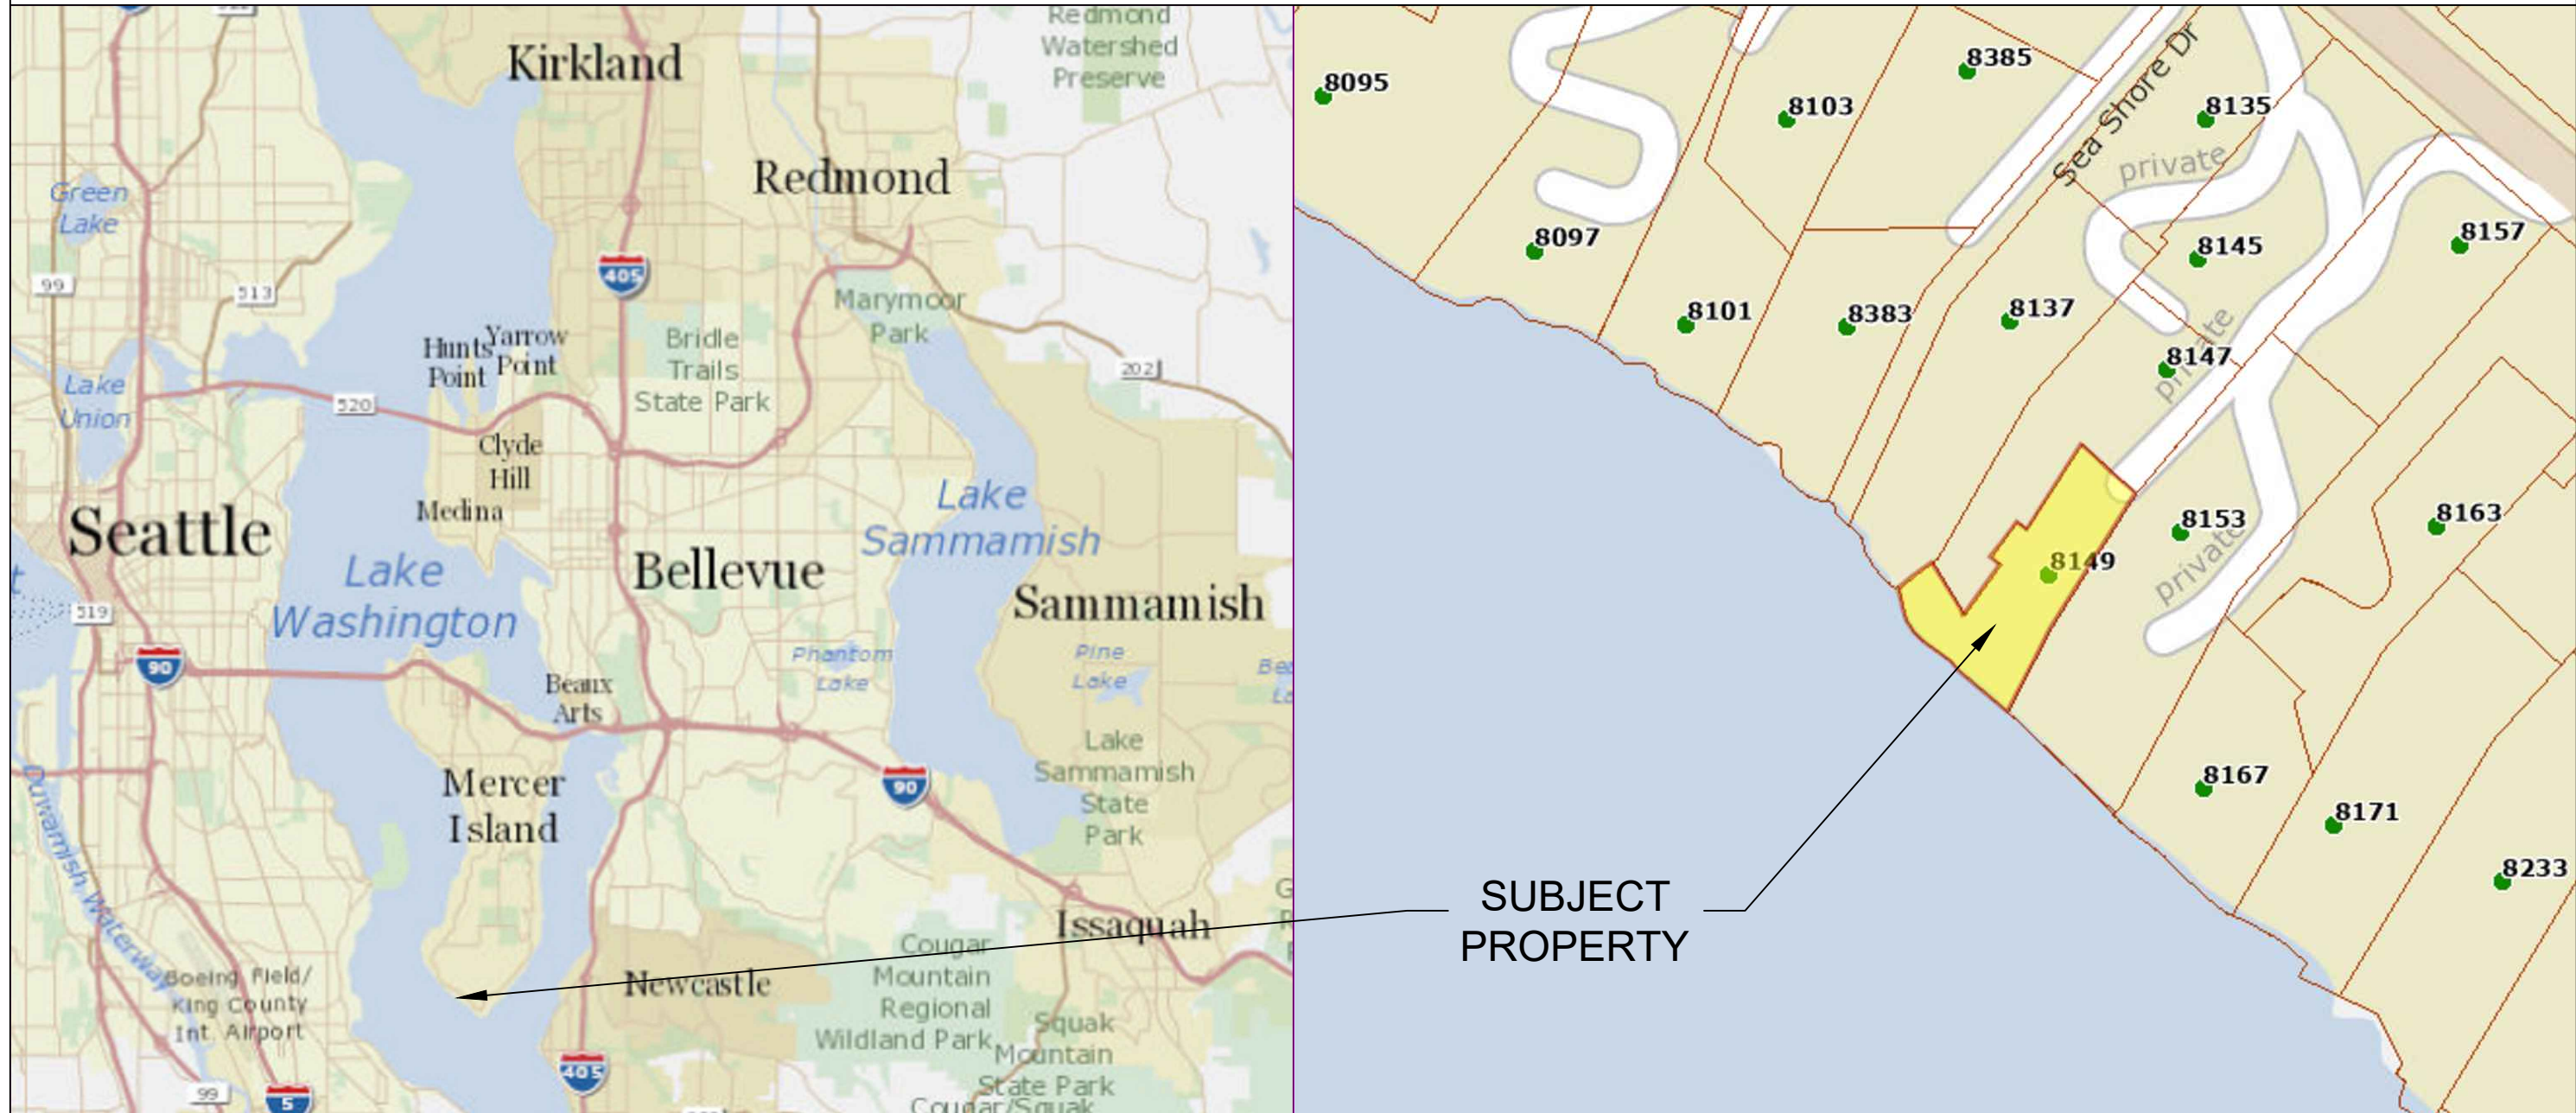 Kirkland
Redmond
Watershed
Preserve
Redmond
Green
Lake
99
513
405
Marymoor
Park
Hunts
Point
Yarrow
Point
Bridle
Trails
State Park
202
Lake
Union
520
Clyde
Hill
Medina
Lake
Sammamish
Seattle
Lake
Washington
Bellevue
Sammamish
519
90
Phantom
Lake
Pine
Lake
Beaux
Arts
Mercer
Island
Lake
Sammamish
State
Park
90
Duwamish Waterway
Issaquah
Boeing Field/
King County
Int. Airport
Newcastle
Cougar
Mountain
Regional
Wildland Park
Squak
Mountain
State Park
Cougar/Squak
405
99
5
8095
8103
8385
Sea Shore Dr
8135
private
8097
8145
8157
8101
8383
8137
private
8147
8149
8153
private
8163
8167
8171
8233
SUBJECT
PROPERTY